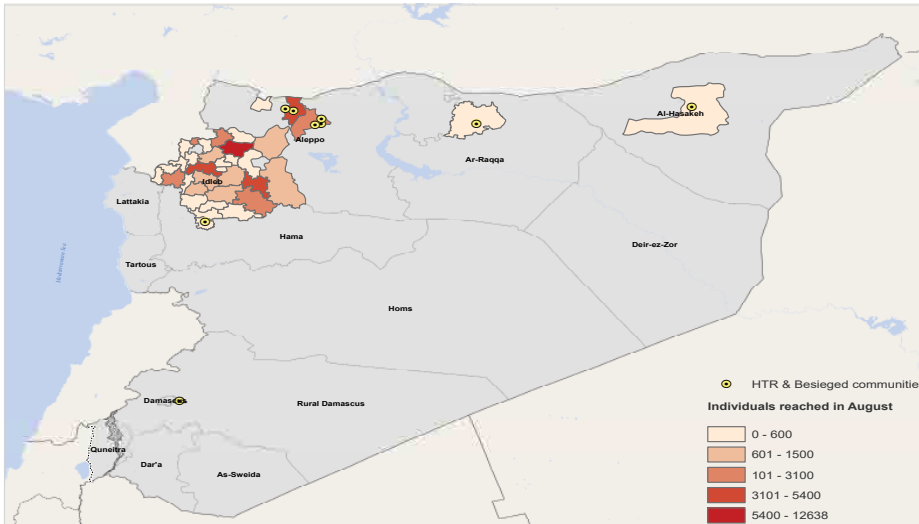 Al-Hasakeh
Aleppo
Ar-Raqqa
Idleb
Lattakia
Hama
Deir-ez-Zor
Tartous
Homs
Damascus
Rural Damascus
Quneitra
Dar'a
As-Sweida
HTR & Besieged communities
Individuals reached in August
0 - 600
601 - 1500
101 - 3100
3101 - 5400
5400 - 12638